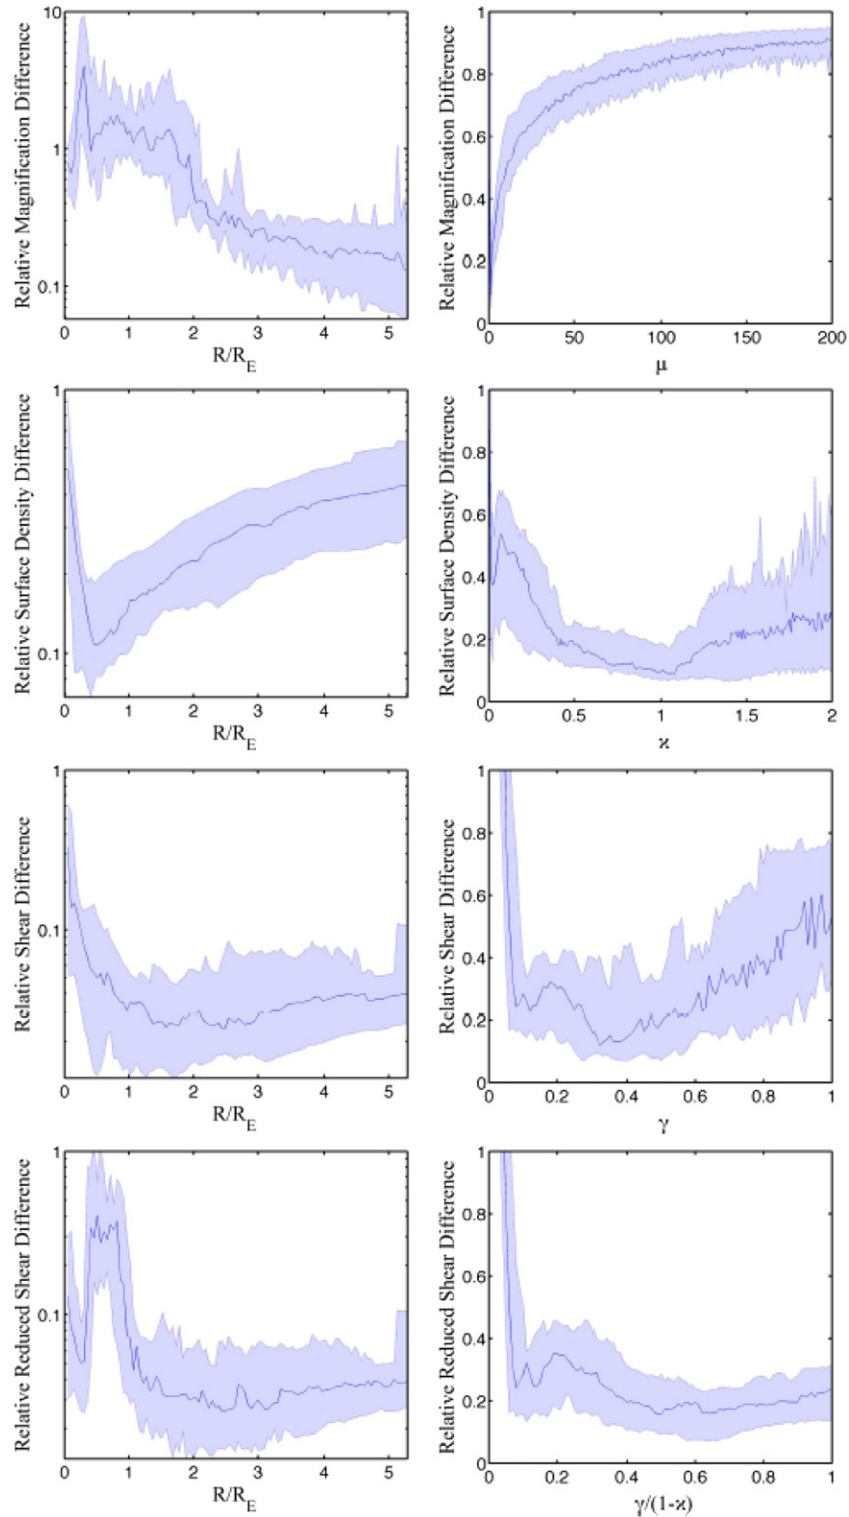 Relative Magnification Difference
10
1
0.1
0 1 2 3 4 5
R/R_E
Relative Magnification Difference
1
0.8
0.6
0.4
0.2
0
0 50 100 150 200
μ
Relative Surface Density Difference
1
0.1
0 1 2 3 4 5
R/R_E
Relative Surface Density Difference
1
0.8
0.6
0.4
0.2
0
0 0.5 1 1.5 2
ϰ
Relative Shear Difference
0.1
0.1
0 1 2 3 4 5
R/R_E
Relative Shear Difference
1
0.8
0.6
0.4
0.2
0
0 0.2 0.4 0.6 0.8 1
γ
Relative Reduced Shear Difference
1
0.1
0 1 2 3 4 5
R/R_E
Relative Reduced Shear Difference
1
0.8
0.6
0.4
0.2
0
0 0.2 0.4 0.6 0.8 1
γ/(1-ϰ)